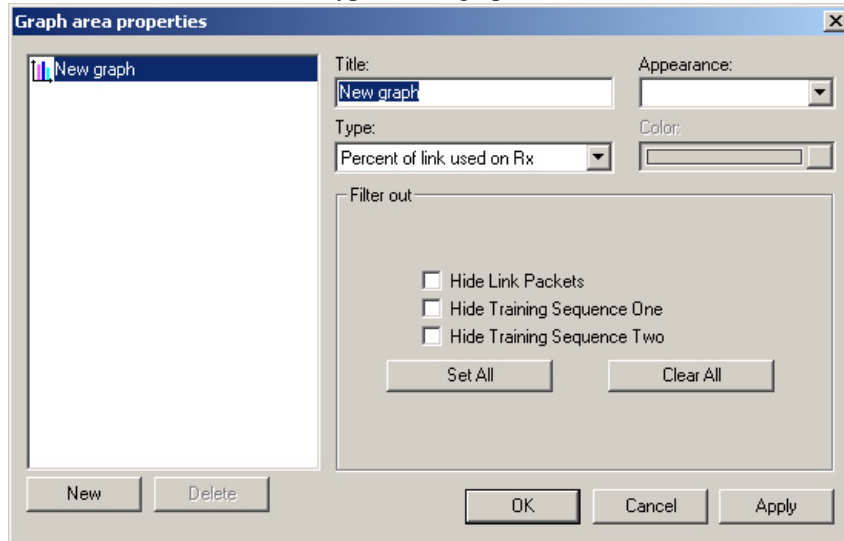 Graph area properties
New graph
Title:
Appearance:
New graph
Type:
Color:
Percent of link used on Rx
Filter out
Hide Link Packets
Hide Training Sequence One
Hide Training Sequence Two
Set All
Clear All
New
Delete
OK
Cancel
Apply